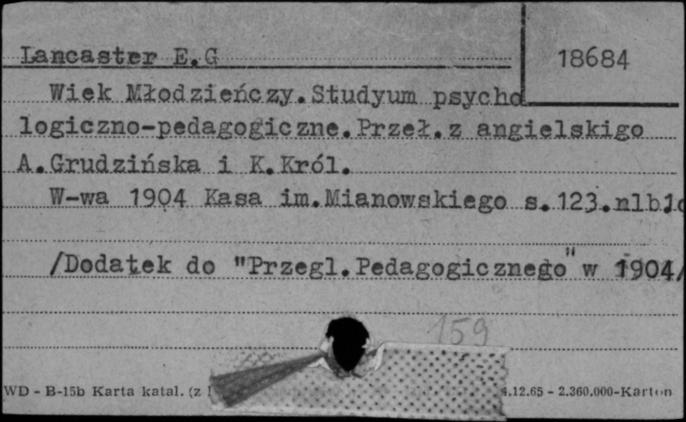 Lancaster E.G
18684
Wiek Młodzieńczy.Studyum psycho
logiczno-pedagogiczne.Przeł.z angielskigo
A.Grudzińska i K.Król.
W-wa 1904 Kasa im.Mianowskiego s.123.nlb.
/Dodatek do "Przegl.Pedagogicznego" w 1904/
159
WD - B-15b Karta katal. (z
.12.65 - 2.360.000-Karton